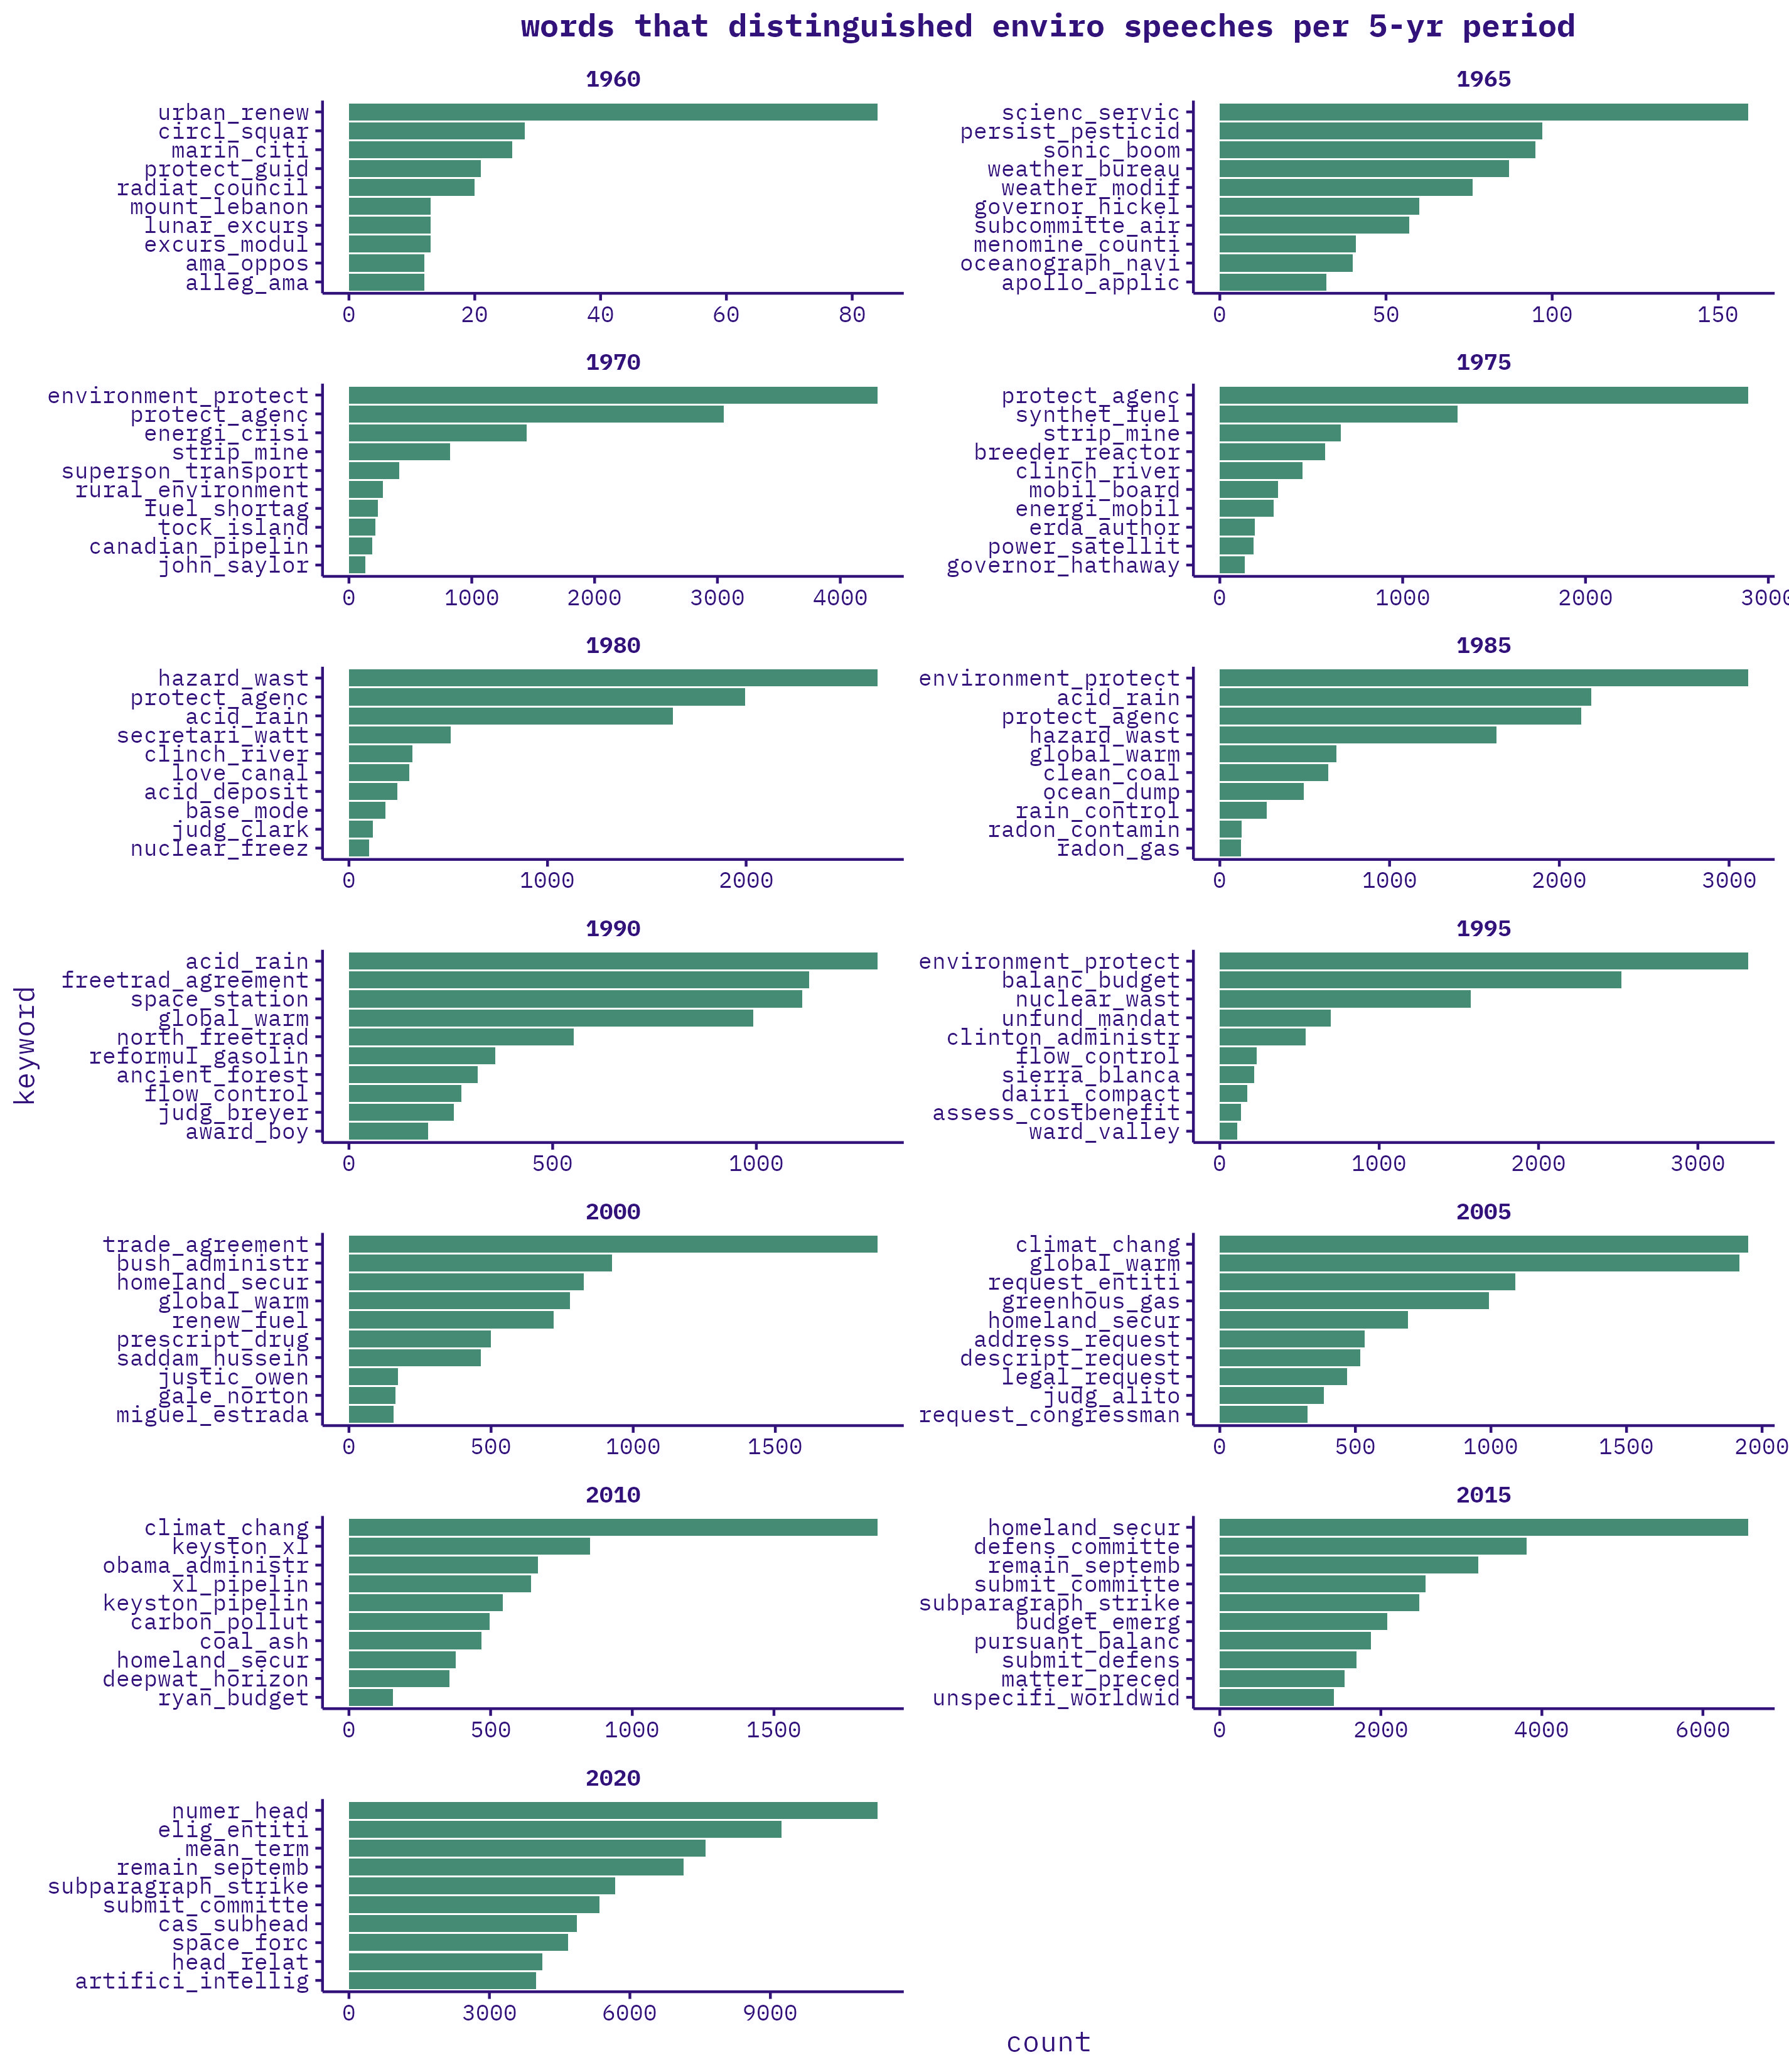 words that distinguished enviro speeches per 5-yr period
1960
urban_renew
circl_squar
marin_citi
protect_guid
radiat_council
mount_lebanon
lunar_excurs
excurs_modul
ama_oppos
alleg_ama
0 20 40 60 80
1965
scienc_servic
persist_pesticid
sonic_boom
weather_bureau
weather_modif
governor_hickel
subcommitte_air
menomine_counti
oceanograph_navi
apollo_applic
0 50 100 150
1970
environment_protect
protect_agenc
energi_crisi
strip_mine
superson_transport
rural_environment
fuel_shortag
tock_island
canadian_pipelin
john_saylor
0 1000 2000 3000 4000
1975
protect_agenc
synthet_fuel
strip_mine
breeder_reactor
clinch_river
mobil_board
energi_mobil
erda_author
power_satellit
governor_hathaway
0 1000 2000 3000
1980
hazard_wast
protect_agenc
acid_rain
secretari_watt
clinch_river
love_canal
acid_deposit
base_mode
judg_clark
nuclear_freez
0 1000 2000
1985
environment_protect
acid_rain
protect_agenc
hazard_wast
global_warm
clean_coal
ocean_dump
rain_control
radon_contamin
radon_gas
0 1000 2000 3000
keyword
1990
acid_rain
freetrad_agreement
space_station
global_warm
north_freetrad
reformul_gasolin
ancient_forest
flow_control
judg_breyer
award_boy
0 500 1000
1995
environment_protect
balanc_budget
nuclear_wast
unfund_mandat
clinton_administr
flow_control
sierra_blanca
dairi_compact
assess_costbenefit
ward_valley
0 1000 2000 3000
2000
trade_agreement
bush_administr
homeland_secur
global_warm
renew_fuel
prescript_drug
saddam_hussein
justic_owen
gale_norton
miguel_estrada
0 500 1000 1500
2005
climat_chang
global_warm
request_entiti
greenhous_gas
homeland_secur
address_request
descript_request
legal_request
judg_alito
request_congressman
0 500 1000 1500 2000
2010
climat_chang
keyston_xl
obama_administr
xl_pipelin
keyston_pipelin
carbon_pollut
coal_ash
homeland_secur
deepwat_horizon
ryan_budget
0 500 1000 1500
2015
homeland_secur
defens_committe
remain_septemb
submit_committe
subparagraph_strike
budget_emerg
pursuant_balanc
submit_defens
matter_preced
unspecifi_worldwid
0 2000 4000 6000
2020
numer_head
elig_entiti
mean_term
remain_septemb
subparagraph_strike
submit_committe
cas_subhead
space_forc
head_relat
artifici_intellig
0 3000 6000 9000
count